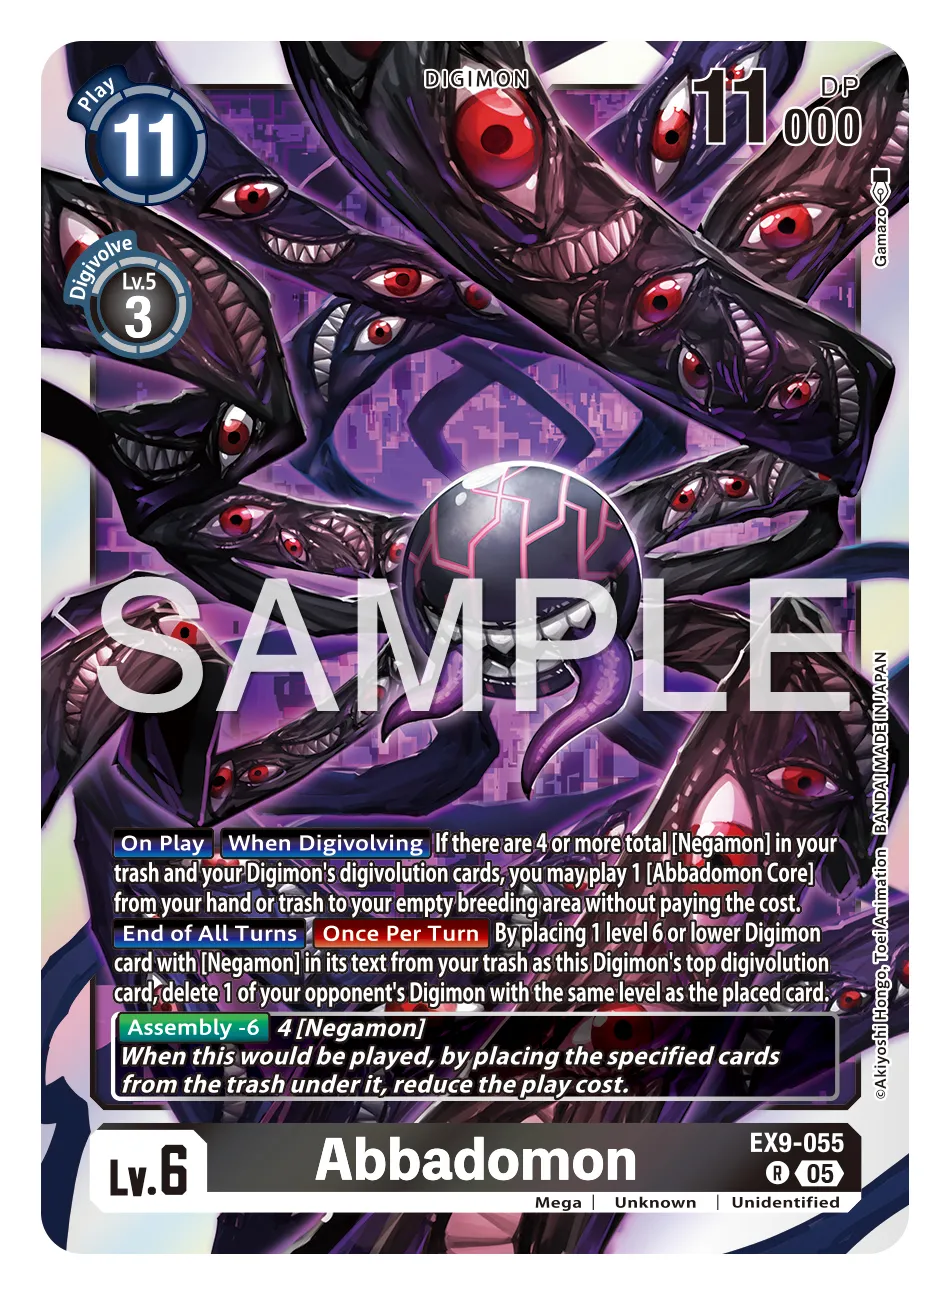 DIGIMON
Play
11
11000
DP
Digivolve
Lv.5
3
Gamazo
SAMPLE
On Play When Digivolving If there are 4 or more total [Negamon] in your
trash and your Digimon's digivolution cards, you may play 1 [Abbadomon Core]
from your hand or trash to your empty breeding area without paying the cost.
End of All Turns Once Per Turn By placing 1 level 6 or lower Digimon
card with [Negamon] in its text from your trash as this Digimon's top digivolution
card, delete 1 of your opponent's Digimon with the same level as the placed card.
Assembly -6 4 [Negamon]
When this would be played, by placing the specified cards
from the trash under it, reduce the play cost.
©Akiyoshi Hongo, Toei Animation BANDAI MADE IN JAPAN
Lv.6
Abbadomon
EX9-055
R 05
Mega | Unknown | Unidentified